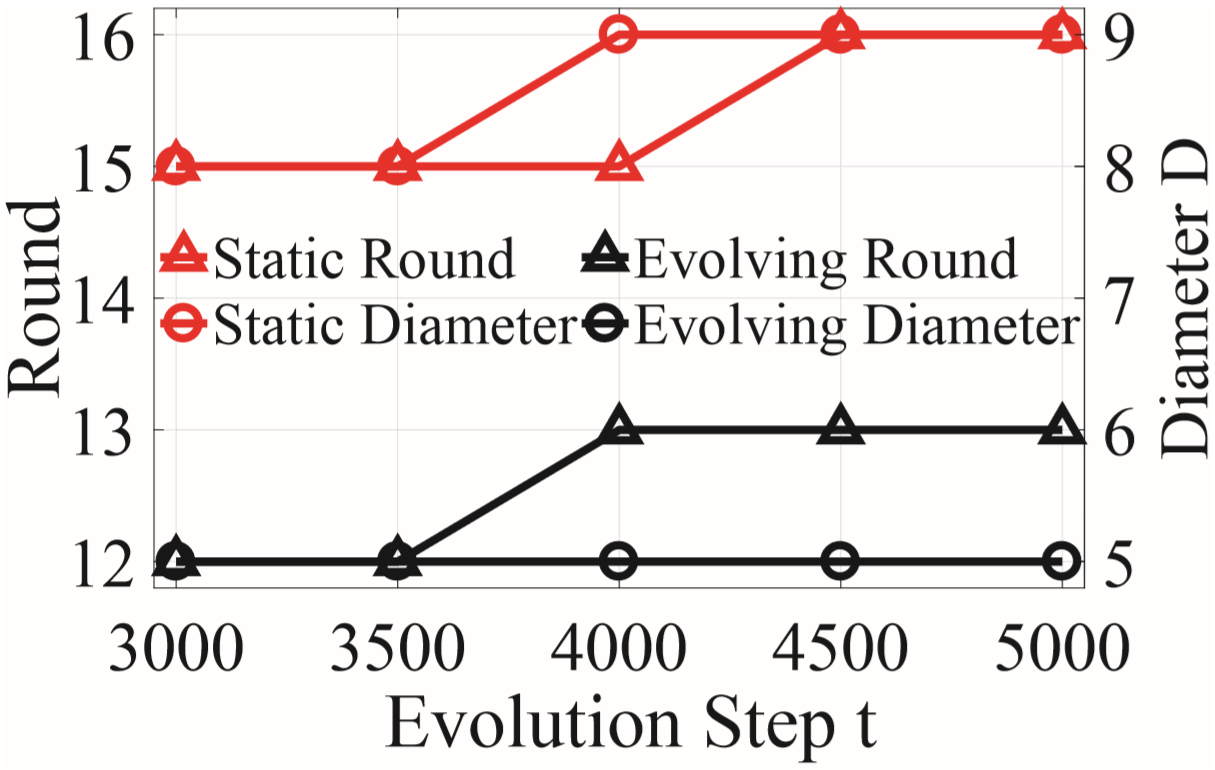 16
15
14
13
12
Round
9
8
7
6
5
Diameter D
Static Round
Evolving Round
Static Diameter
Evolving Diameter
3000 3500 4000 4500 5000
Evolution Step t